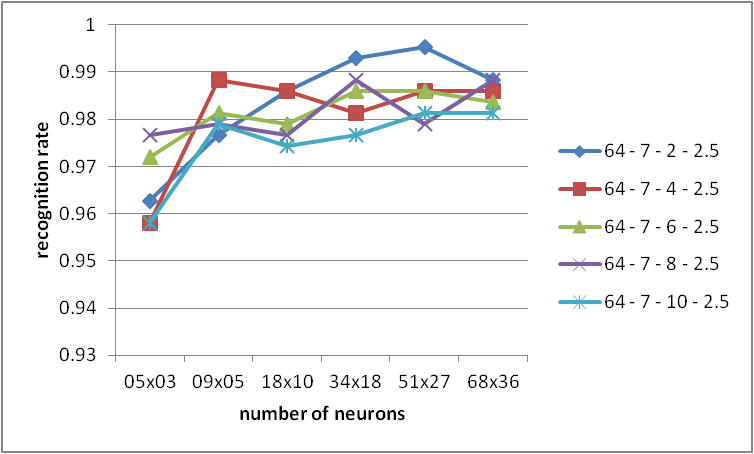 1
0.99
0.98
0.97
0.96
0.95
0.94
0.93
recognition rate
05x03 09x05 18x10 34x18 51x27 68x36
number of neurons
64 - 7 - 2 - 2.5
64 - 7 - 4 - 2.5
64 - 7 - 6 - 2.5
64 - 7 - 8 - 2.5
64 - 7 - 10 - 2.5